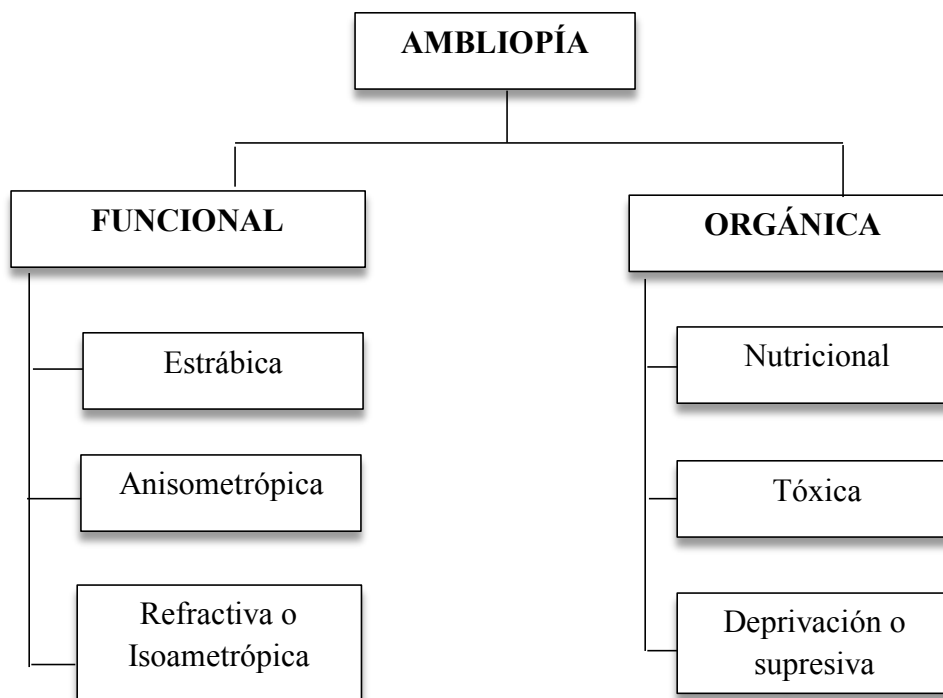 AMBLIOPÍA
FUNCIONAL
Estrábica
Anisometrópica
Refractiva o
Isoametrópica
ORGÁNICA
Nutricional
Tóxica
Deprivación o
supresiva